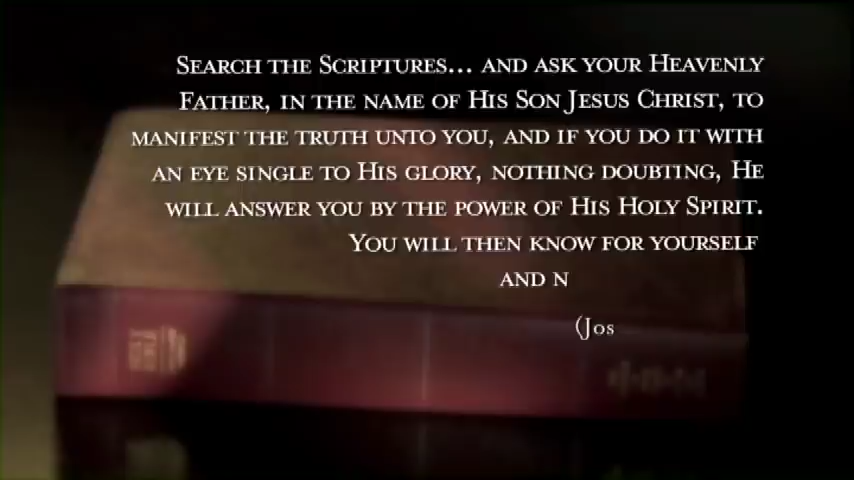 Search the Scriptures... and ask your Heavenly
Father, in the name of His Son Jesus Christ, to
manifest the truth unto you, and if you do it with
an eye single to His glory, nothing doubting, He
will answer you by the power of His Holy Spirit.
You will then know for yourself
and n
(Jos